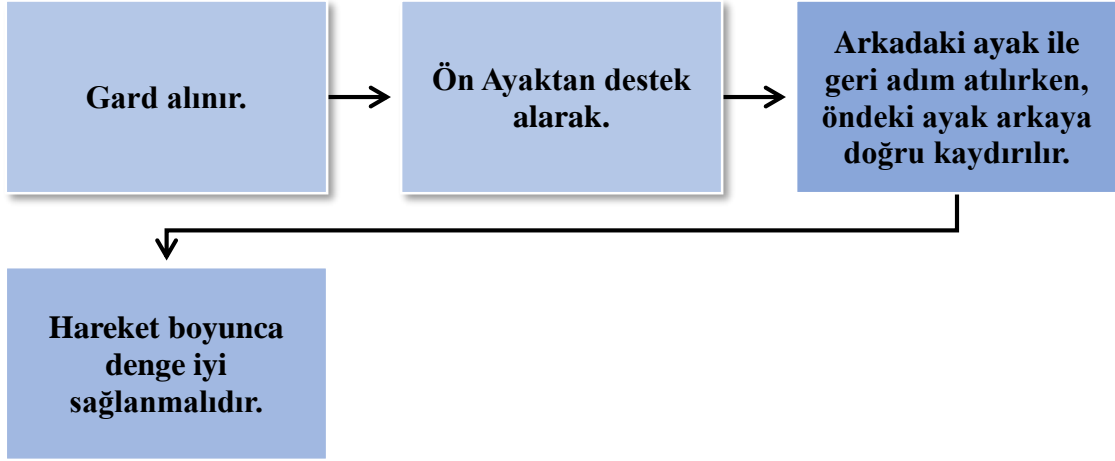 Gard alınır.
Ön Ayaktan destek
alarak.
Arkadaki ayak ile
geri adım atılırken,
öndeki ayak arkaya
doğru kaydırılır.
Hareket boyunca
denge iyi
sağlanmalıdır.